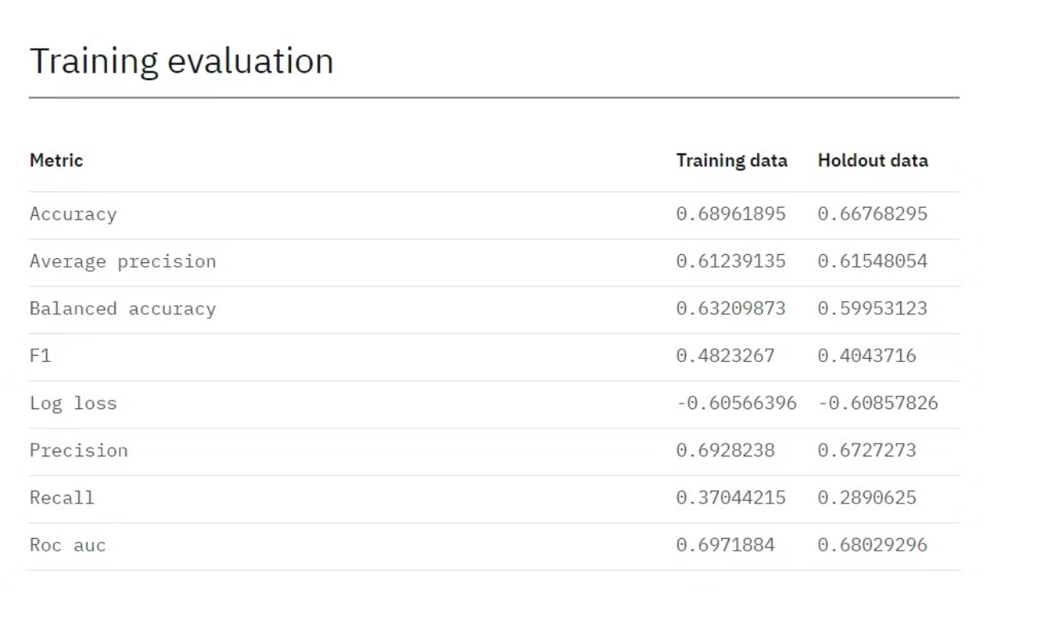 Training evaluation
Metric Training data Holdout data
Accuracy 0.68961895 0.66768295
Average precision 0.61239135 0.61548054
Balanced accuracy 0.63209873 0.59953123
F1 0.4823267 0.4043716
Log loss -0.60566396 -0.60857826
Precision 0.6928238 0.6727273
Recall 0.37044215 0.2890625
Roc auc 0.6971884 0.68029296